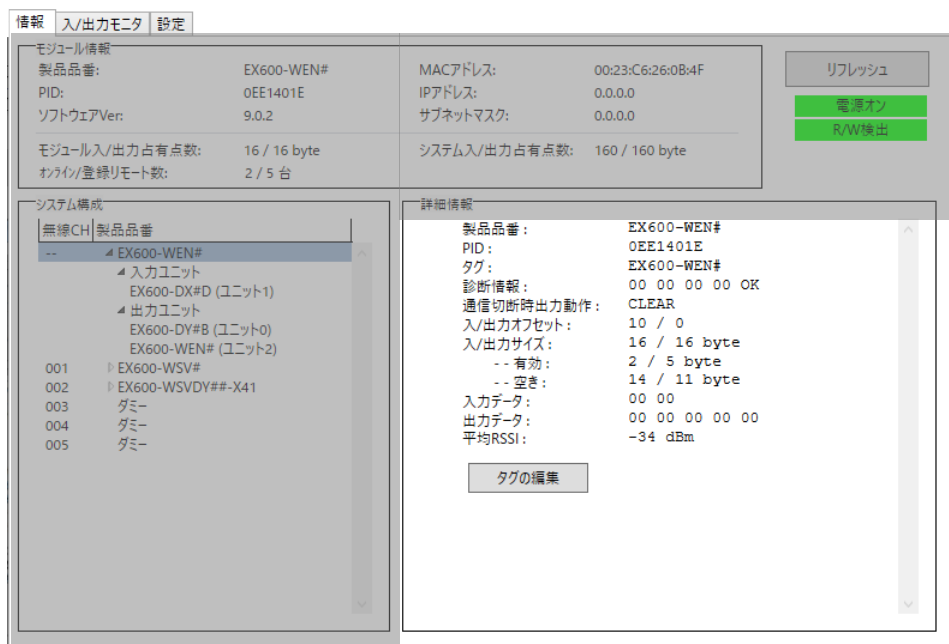 情報 入/出力モニタ 設定
モジュール情報
製品品番: EX600-WEN# MACアドレス: 00:23:C6:26:0B:4F リフレッシュ
PID: 0EE1401E IPアドレス: 0.0.0.0 電源オン
ソフトウェアVer: 9.0.2 サブネットマスク: 0.0.0.0 R/W検出
モジュール入/出力占有点数: 16 / 16 byte システム入/出力占有点数: 160 / 160 byte
オンライン/登録リモート数: 2 / 5 台
システム構成
無線CH 製品品番
-- EX600-WEN#
入力ユニット
EX600-DX#D (ユニット1)
出力ユニット
EX600-DY#B (ユニット0)
EX600-WEN# (ユニット2)
001 EX600-WSV#
002 EX600-WSVDY##-X41
003 ダミー
004 ダミー
005 ダミー
詳細情報
製品品番: EX600-WEN#
PID: 0EE1401E
タグ: EX600-WEN#
診断情報: 00 00 00 00 OK
通信切断時出力動作: CLEAR
入/出力オフセット: 10 / 0
入/出力サイズ: 16 / 16 byte
--有効: 2 / 5 byte
--空き: 14 / 11 byte
入力データ: 00 00
出力データ: 00 00 00 00 00
平均RSSI: -34 dBm
タグの編集